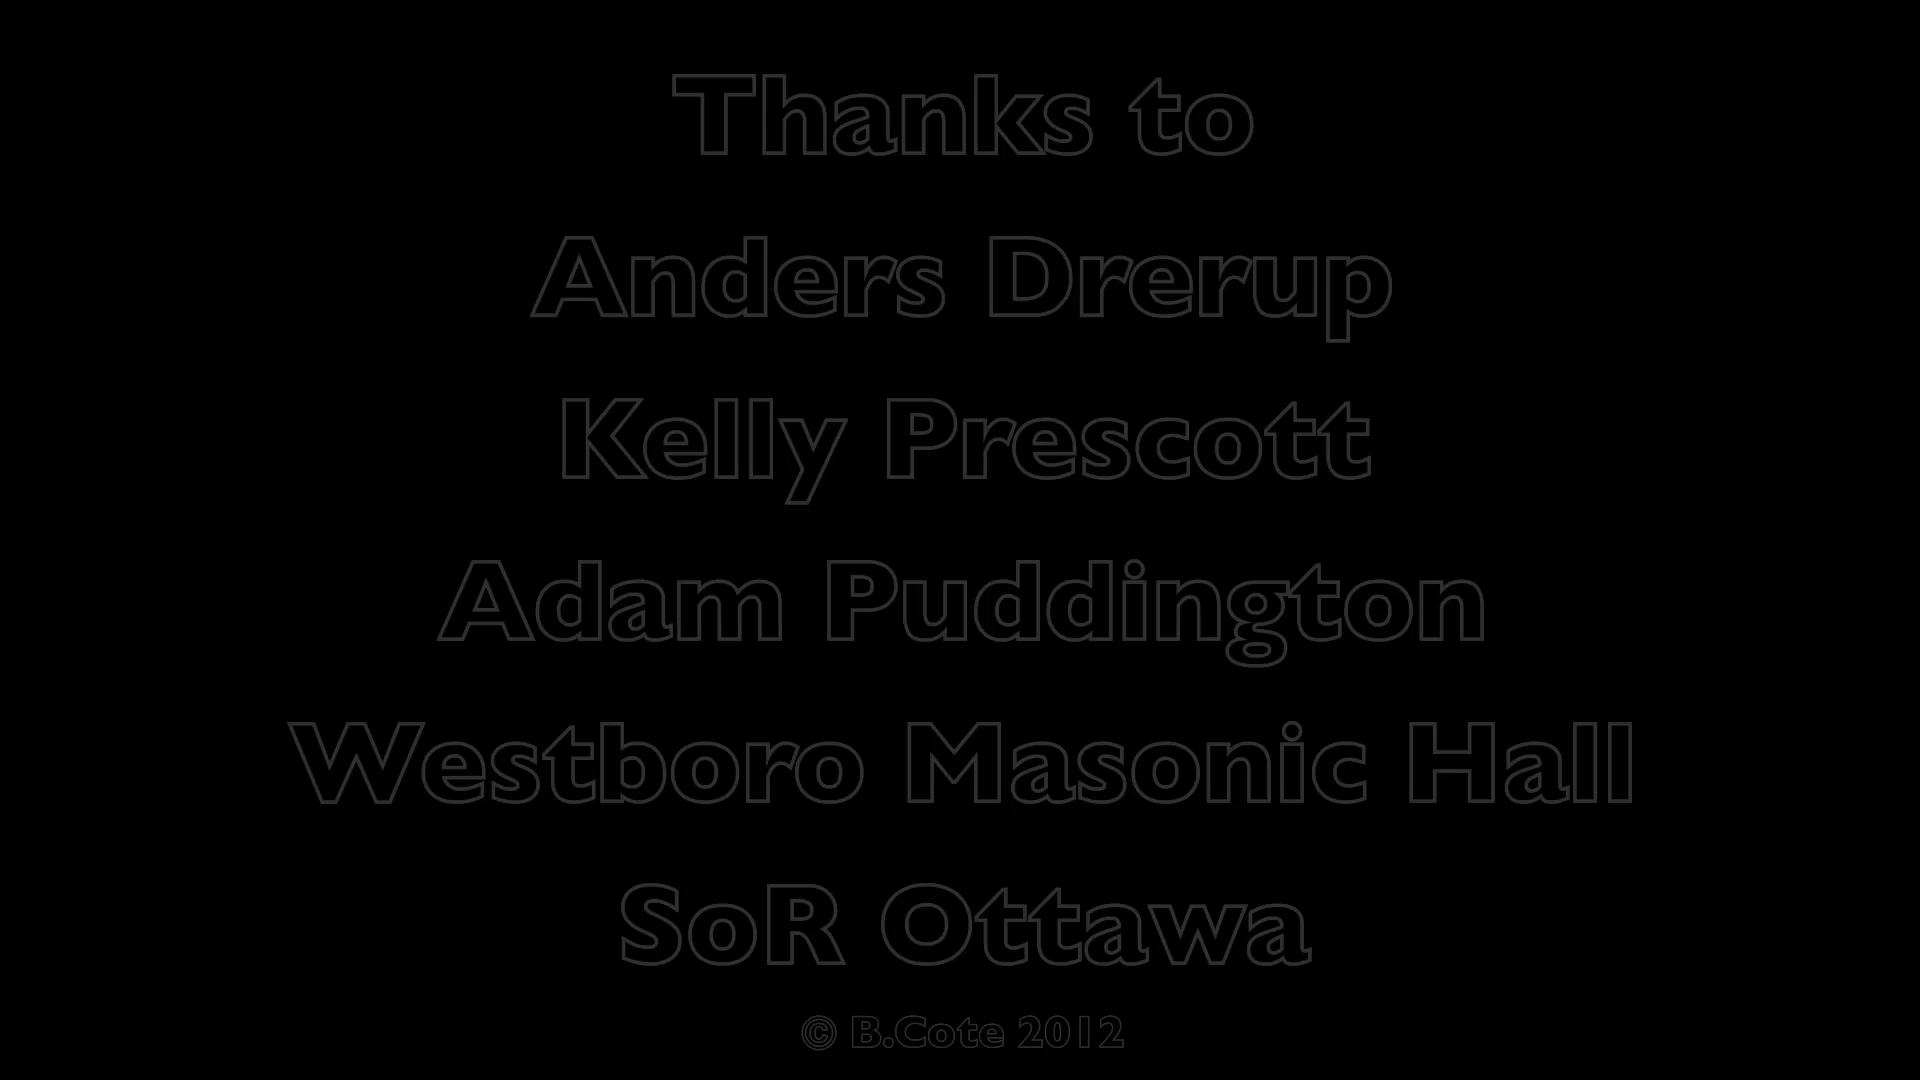 Thanks to
Anders Drerup
Kelly Prescott
Adam Puddington
Westboro Masonic Hall
SoR Ottawa
© B.Cote 2012